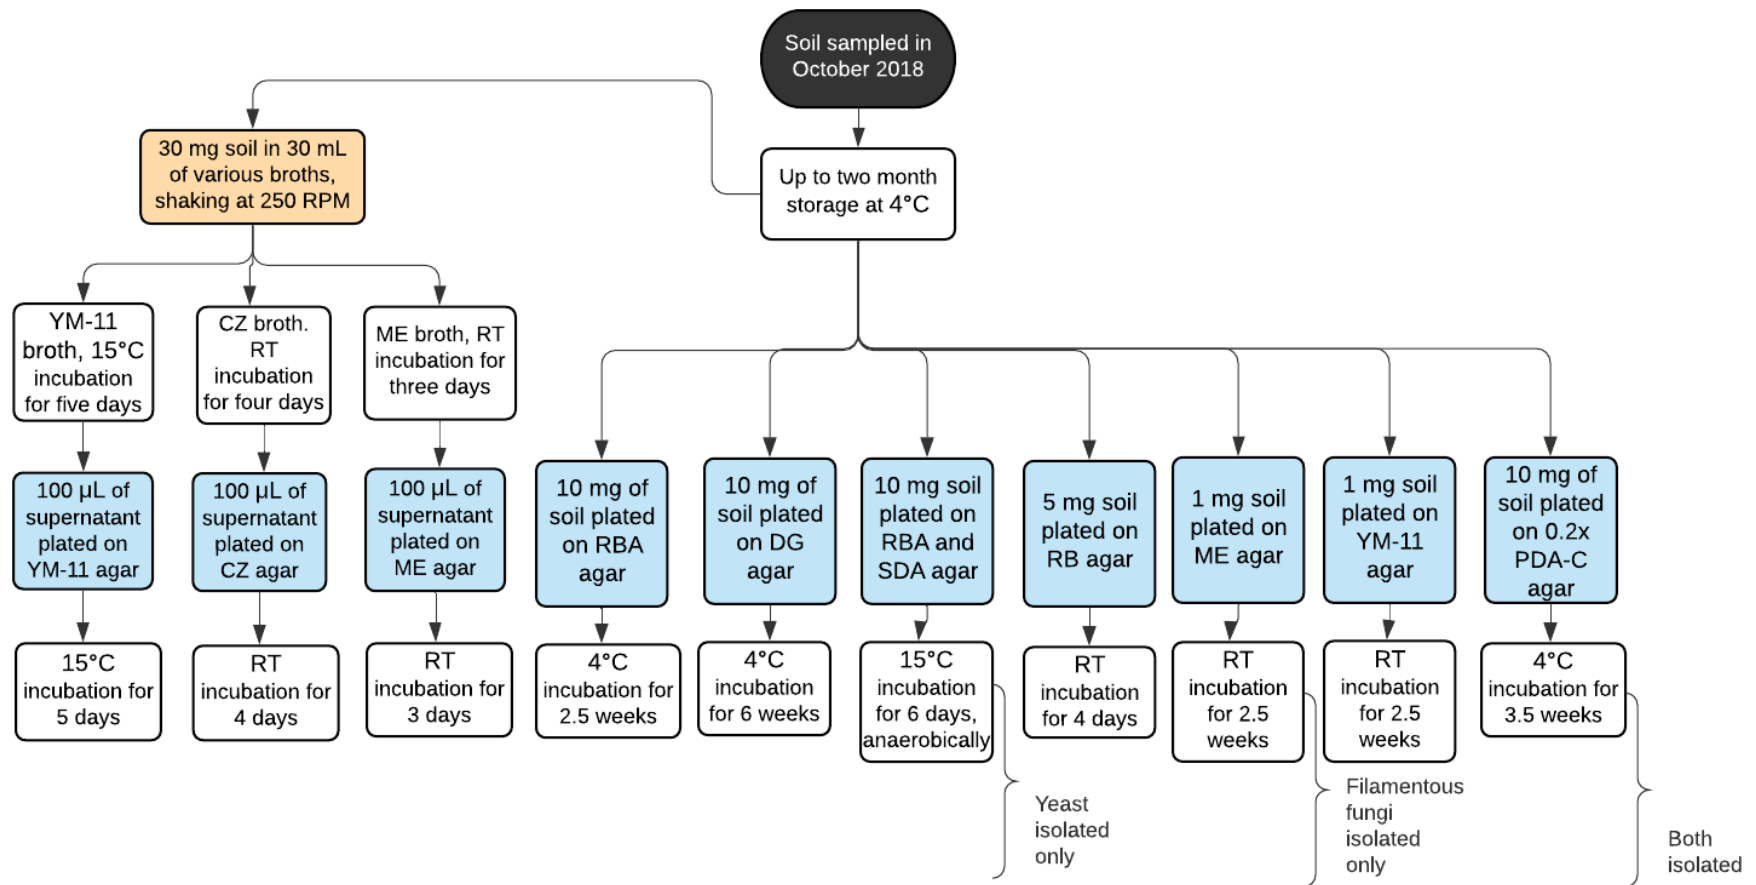 Soil sampled in
October 2018
30 mg soil in 30 mL
of various broths,
shaking at 250 RPM
Up to two month
storage at 4°C
YM-11
broth, 15°C
incubation
for five days
CZ broth.
RT
incubation
for four days
ME broth, RT
incubation for
three days
100 µL of
supernatant
plated on
YM-11 agar
100 µL of
supernatant
plated on
CZ agar
100 µL of
supernatant
plated on
ME agar
10 mg of
soil plated
on RBA
agar
10 mg of
soil plated
on DG
agar
10 mg soil
plated on
RBA and
SDA agar
5 mg soil
plated on
RB agar
1 mg soil
plated on
ME agar
1 mg soil
plated on
YM-11
agar
10 mg of
soil plated
on 0.2x
PDA-C
agar
15°C
incubation for
5 days
RT
incubation for
4 days
RT
incubation for
3 days
4°C
incubation for
2.5 weeks
4°C
incubation
for 6 weeks
15°C
incubation
for 6 days,
anaerobically
RT
incubation
for 4 days
RT
incubation
for 2.5
weeks
RT
incubation
for 2.5
weeks
4°C
incubation for
3.5 weeks
Yeast
isolated
only
Filamentous
fungi
isolated
only
Both
isolated